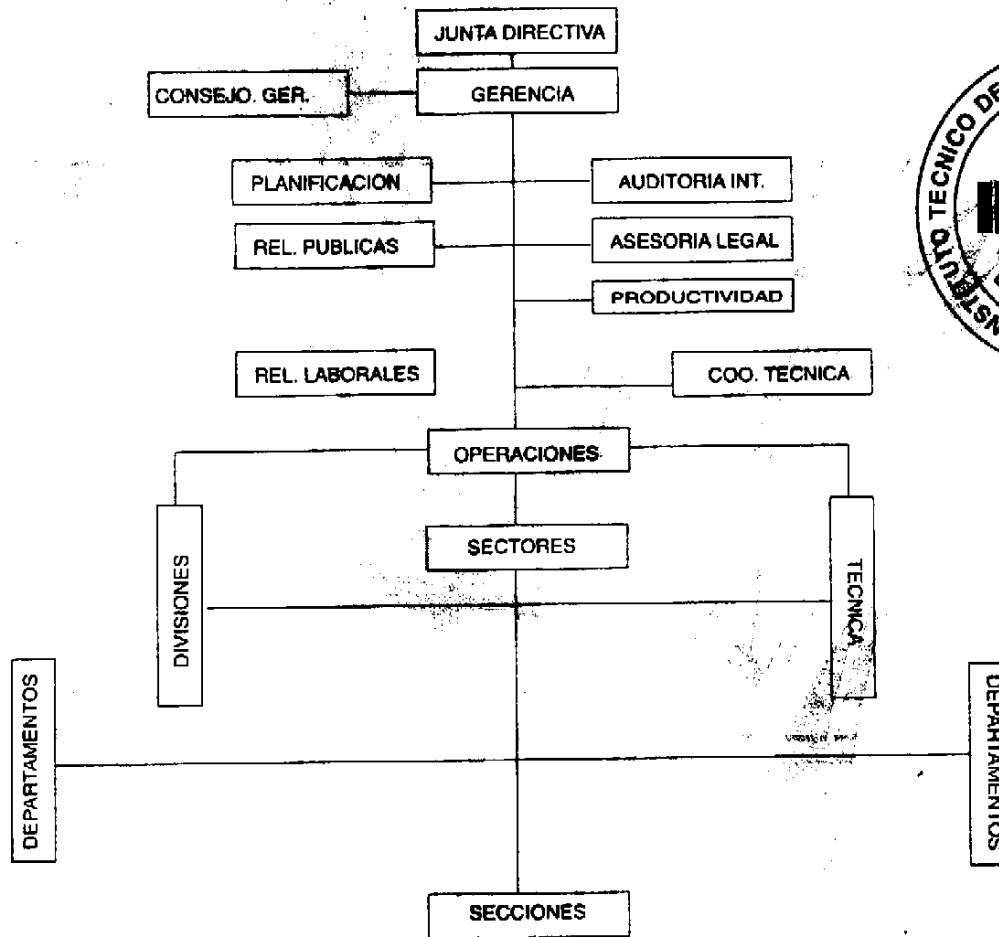 JUNTA DIRECTIVA
CONSEJO. GER.
GERENCIA
PLANIFICACION
AUDITORIA INT.
REL. PUBLICAS
ASESORIA LEGAL
PRODUCTIVIDAD
REL. LABORALES
COO. TECNICA
OPERACIONES
SECTORES
DIVISIONES
TECNICA
DEPARTAMENTOS
DEPARTAMENTOS
SECCIONES
TECNICO DE